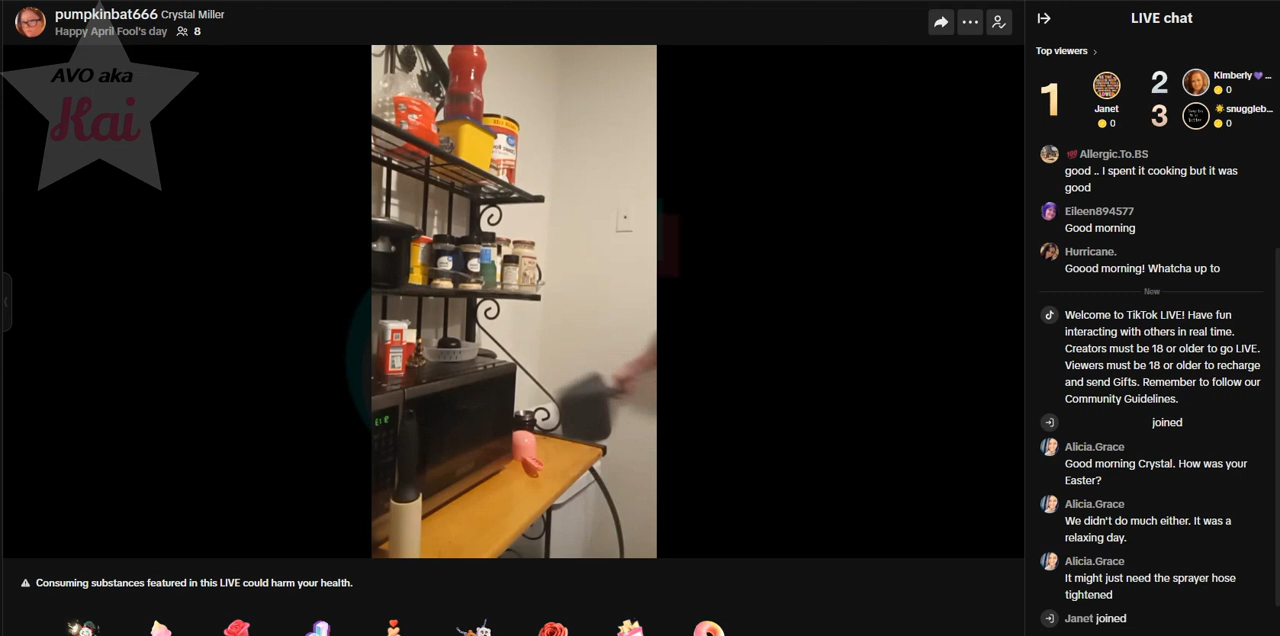 pumpkinbat666 Crystal Miller
Happy April Fool's day 8
AVO aka
Kai
LIVE chat
Top viewers
1
Janet
0
2
Kimberly 💜 ...
0
3
☀️ snuggleb...
0
💯 Allergic.To.BS
good .. I spent it cooking but it was
good
Eileen894577
Good morning
Hurricane.
Goood morning! Whatcha up to
New
Welcome to TikTok LIVE! Have fun
interacting with others in real time.
Creators must be 18 or older to go LIVE.
Viewers must be 18 or older to recharge
and send Gifts. Remember to follow our
Community Guidelines.
joined
Alicia.Grace
Good morning Crystal. How was your
Easter?
Alicia.Grace
We didn't do much either. It was a
relaxing day.
Alicia.Grace
It might just need the sprayer hose
tightened
Janet joined
Consuming substances featured in this LIVE could harm your health.